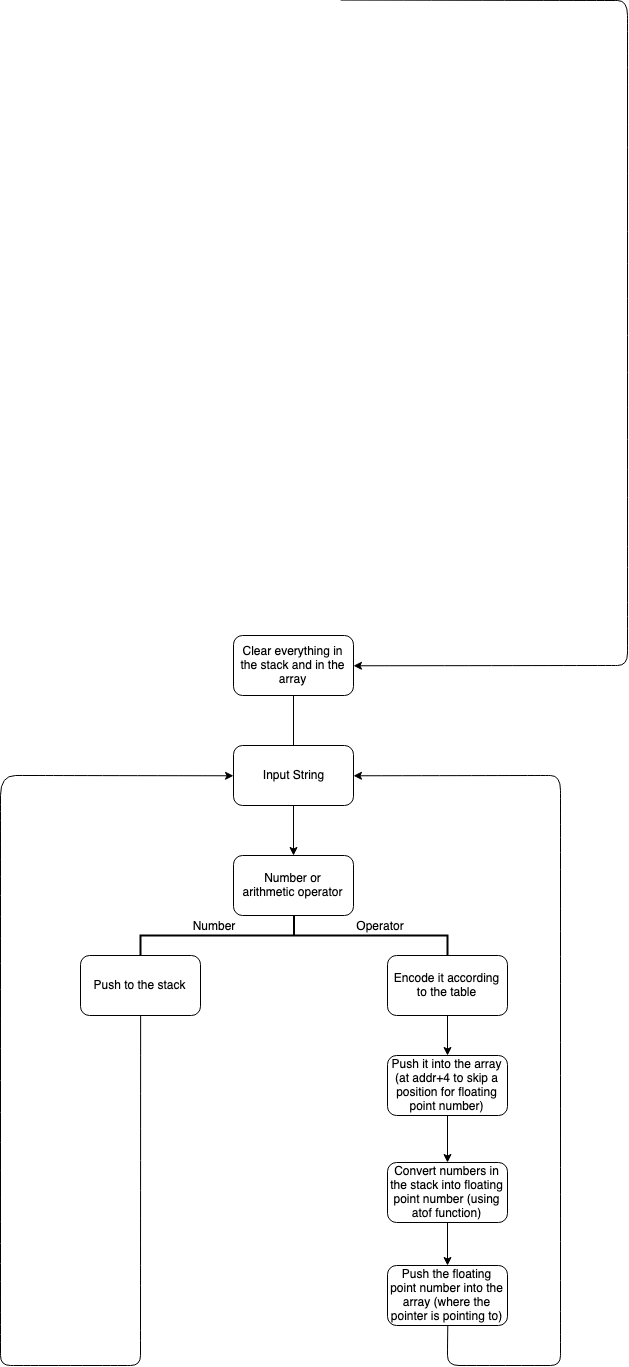 Clear everything in
the stack and in the
array
Input String
Number or
arithmetic operator
Number
Operator
Push to the stack
Encode it according
to the table
Push it into the array
(at addr+4 to skip a
position for floating
point number)
Convert numbers in
the stack into floating
point number (using
atof function)
Push the floating
point number into the
array (where the
pointer is pointing to)